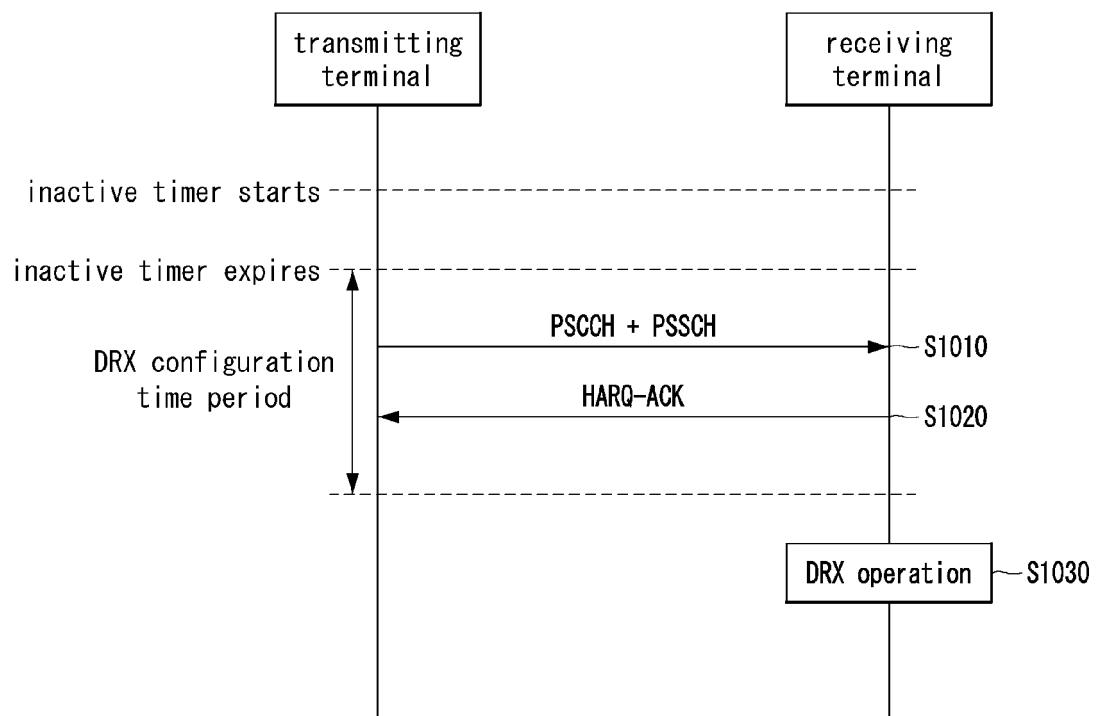 transmitting
terminal
receiving
terminal
inactive timer starts
inactive timer expires
PSCCH + PSSCH
S1010
DRX configuration
time period
HARQ-ACK
S1020
DRX operation
S1030